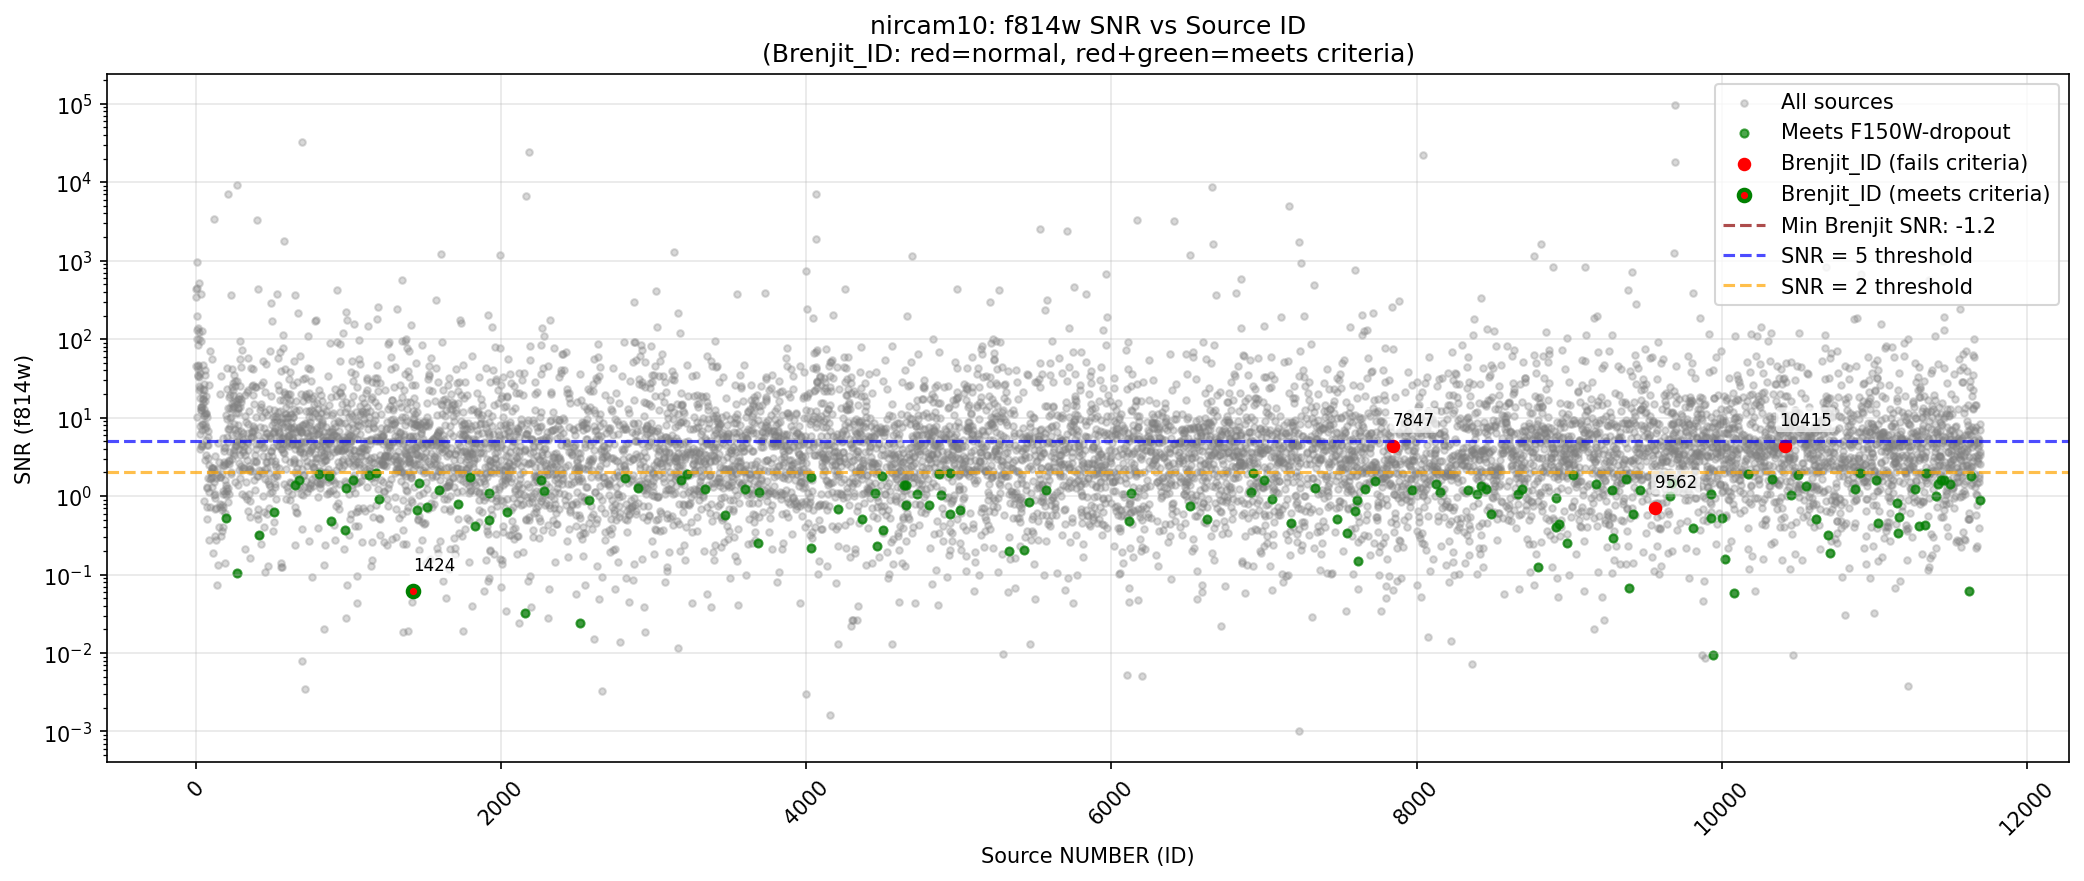 nircam10: f814w SNR vs Source ID
(Brenjit_ID: red=normal, red+green=meets criteria)
All sources
Meets F150W-dropout
Brenjit_ID (fails criteria)
Brenjit_ID (meets criteria)
Min Brenjit SNR: -1.2
SNR = 5 threshold
SNR = 2 threshold
SNR (f814w)
10⁵
10⁴
10³
10²
10¹
10⁰
10⁻¹
10⁻²
10⁻³
7847
10415
9562
1424
0
2000
4000
6000
8000
10000
12000
Source NUMBER (ID)